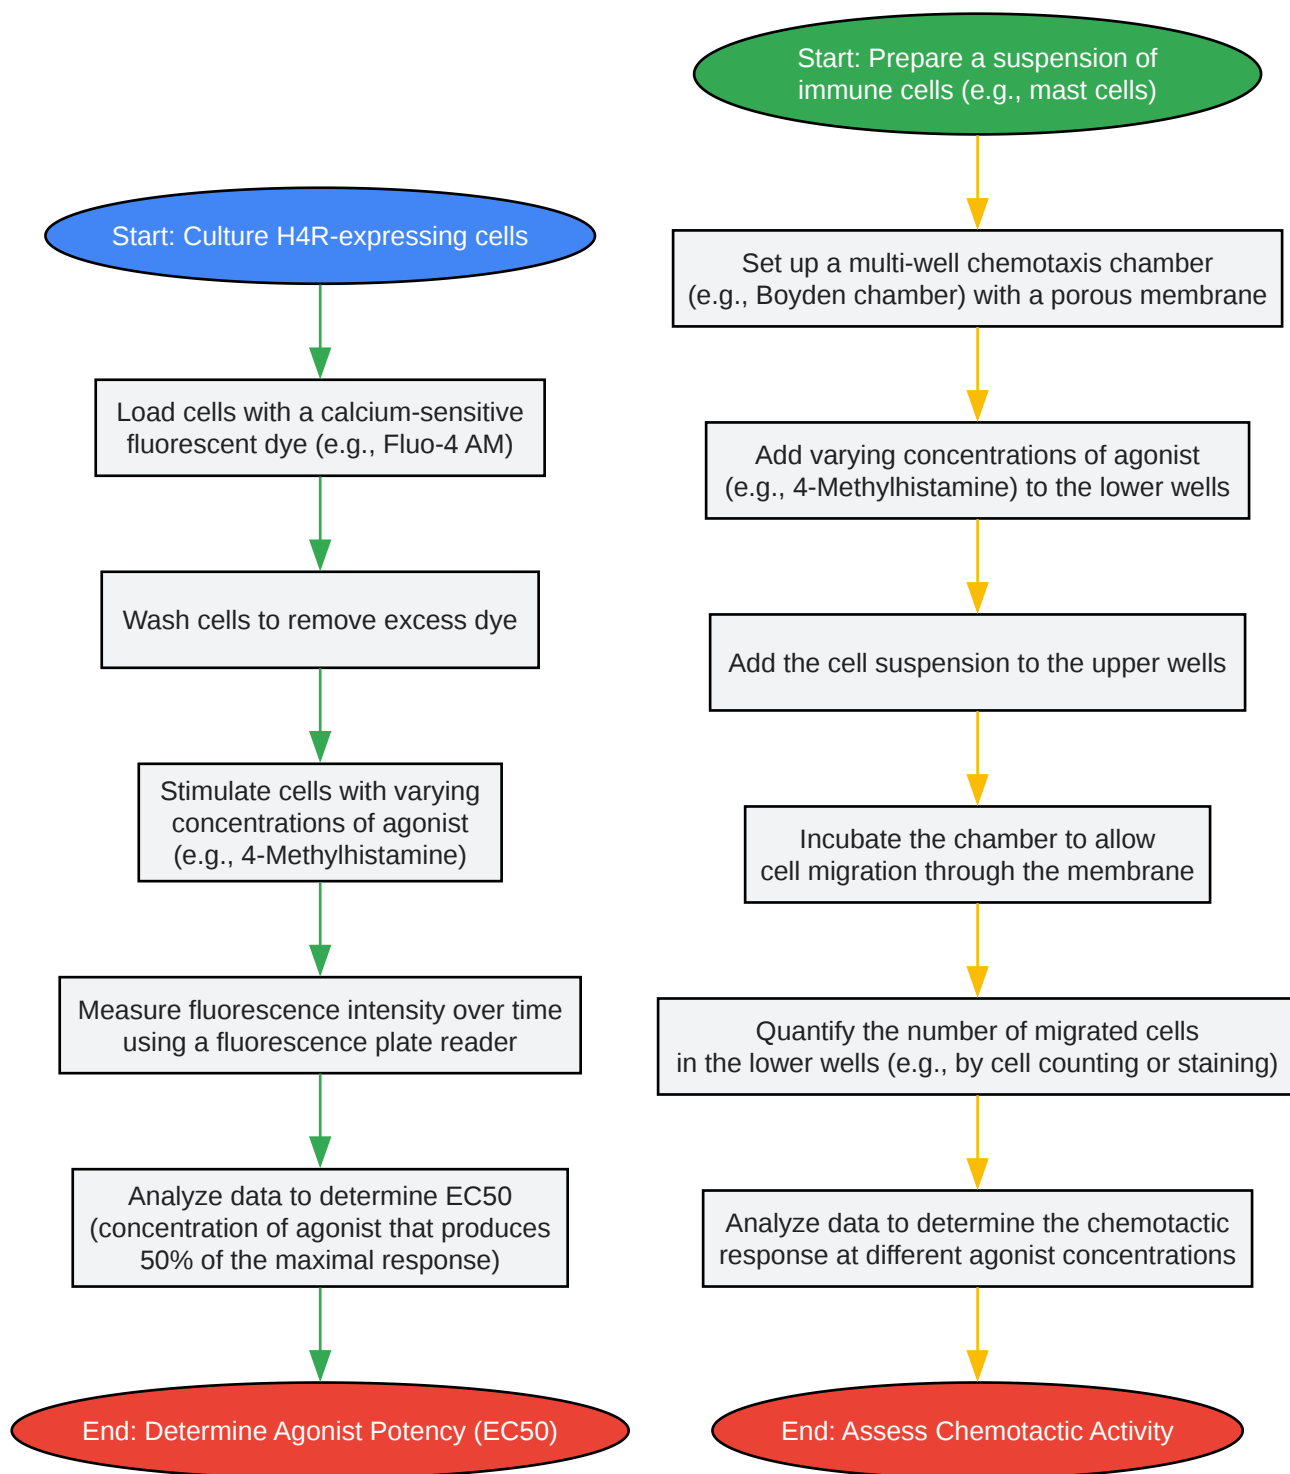 Start: Culture H4R-expressing cells
Load cells with a calcium-sensitive
fluorescent dye (e.g., Fluo-4 AM)
Wash cells to remove excess dye
Stimulate cells with varying
concentrations of agonist
(e.g., 4-Methylhistamine)
Measure fluorescence intensity over time
using a fluorescence plate reader
Analyze data to determine EC50
(concentration of agonist that produces
50% of the maximal response)
End: Determine Agonist Potency (EC50)
Start: Prepare a suspension of
immune cells (e.g., mast cells)
Set up a multi-well chemotaxis chamber
(e.g., Boyden chamber) with a porous membrane
Add varying concentrations of agonist
(e.g., 4-Methylhistamine) to the lower wells
Add the cell suspension to the upper wells
Incubate the chamber to allow
cell migration through the membrane
Quantify the number of migrated cells
in the lower wells (e.g., by cell counting or staining)
Analyze data to determine the chemotactic
response at different agonist concentrations
End: Assess Chemotactic Activity